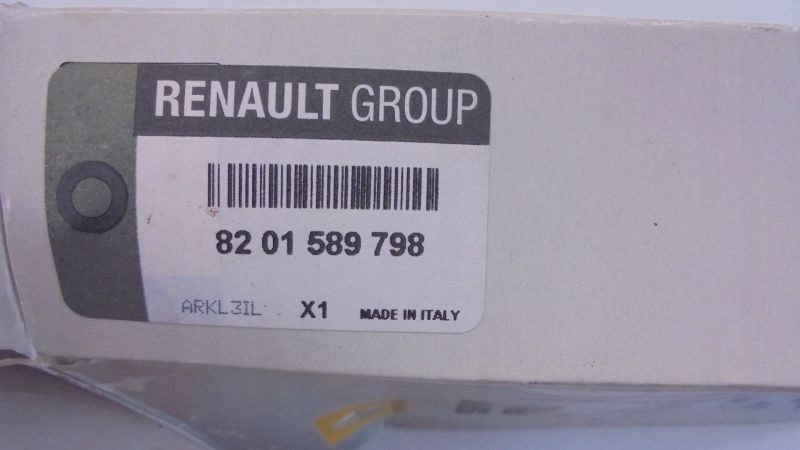 RENAULT GROUP
82 01 589 798
ARKL3IL X1 MADE IN ITALY